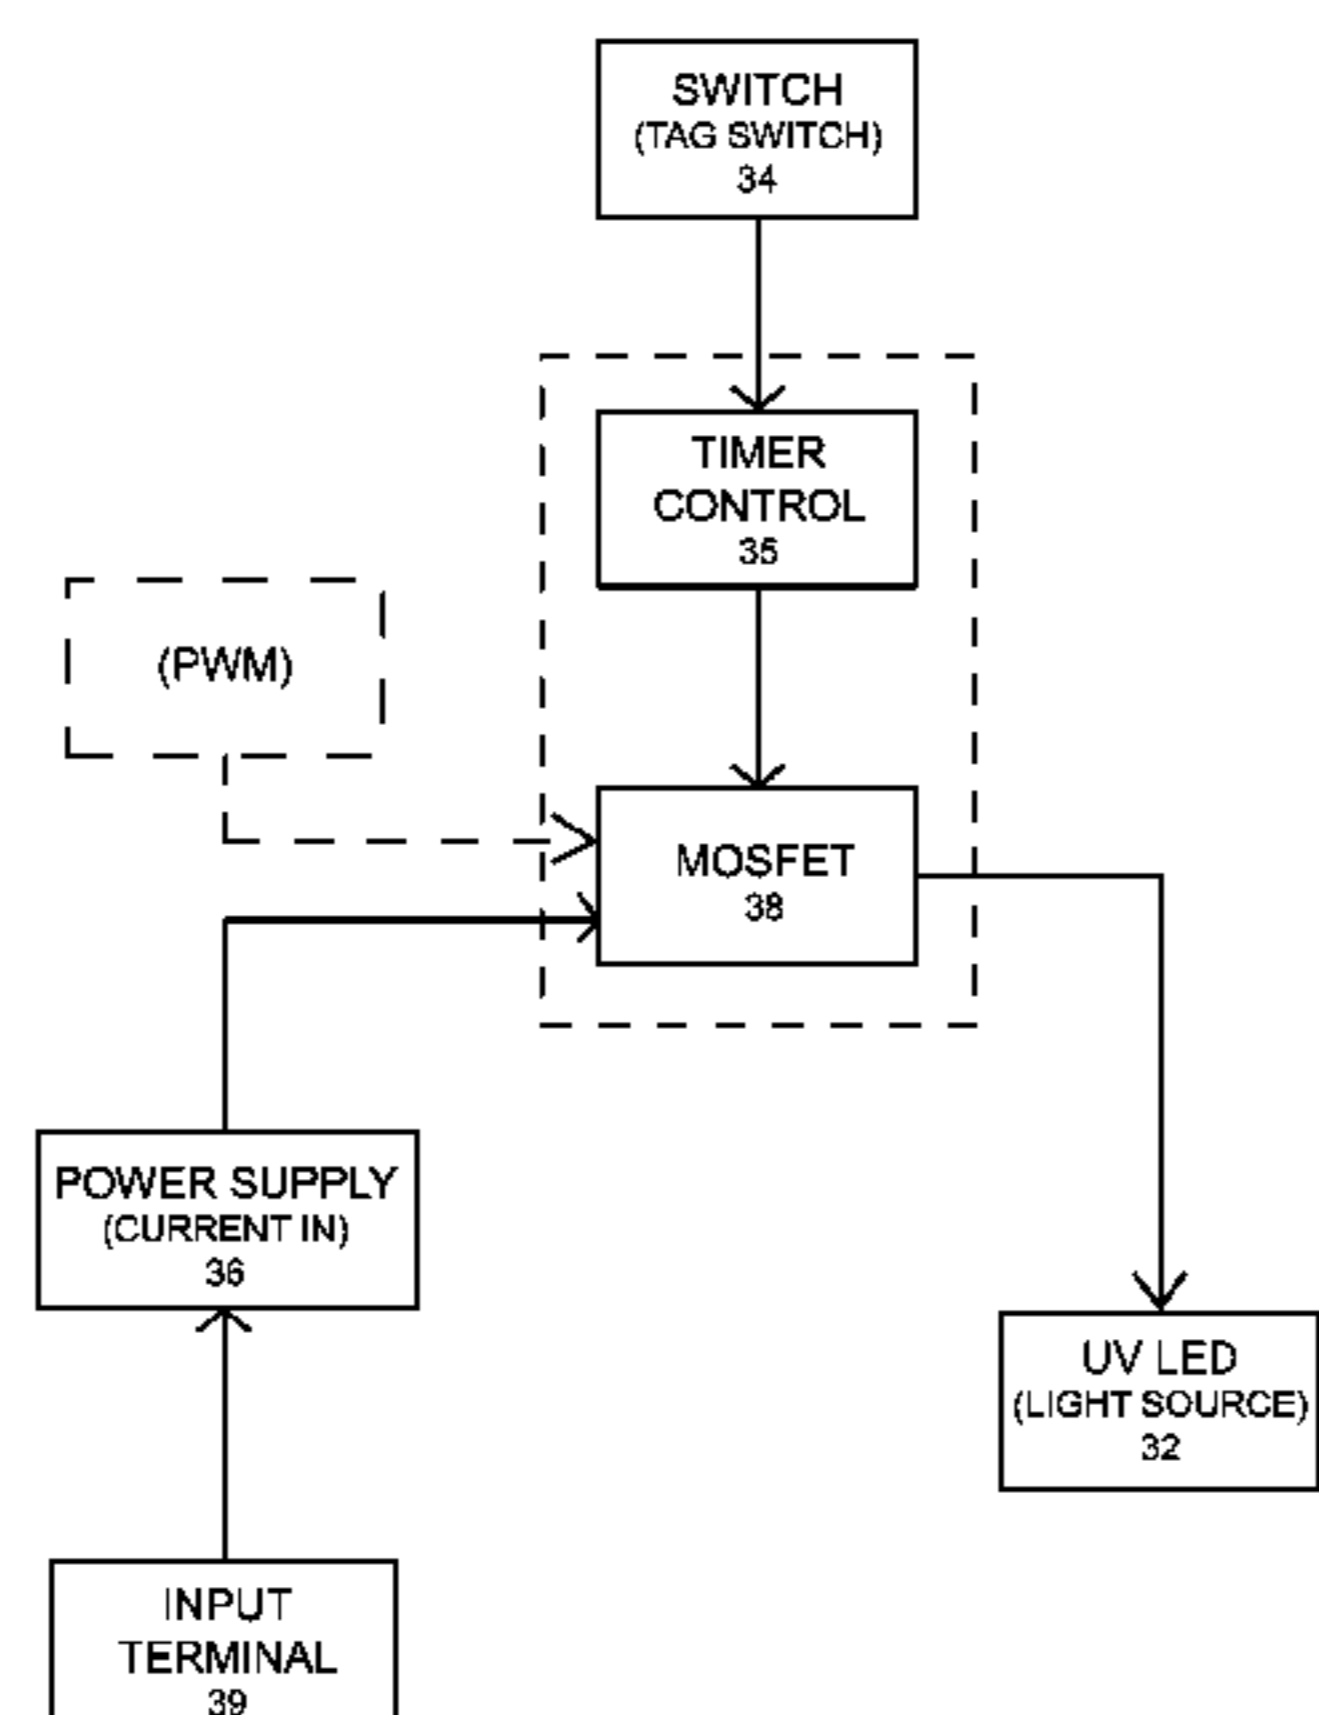 SWITCH
(TAG SWITCH)
34
TIMER
CONTROL
35
(PWM)
MOSFET
38
POWER SUPPLY
(CURRENT IN)
36
UV LED
(LIGHT SOURCE)
32
INPUT
TERMINAL
39